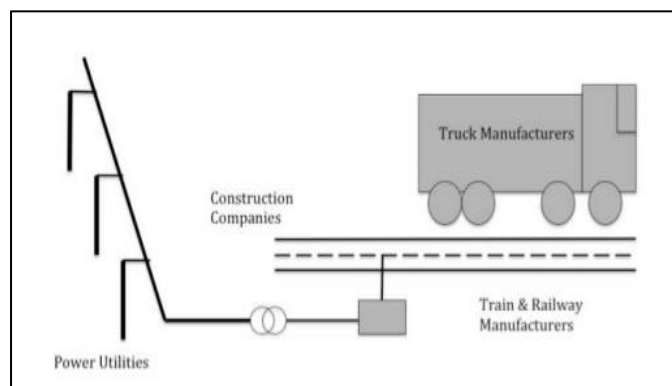 Truck Manufacturers
Construction
Companies
Train & Railway
Manufacturers
Power Utilities